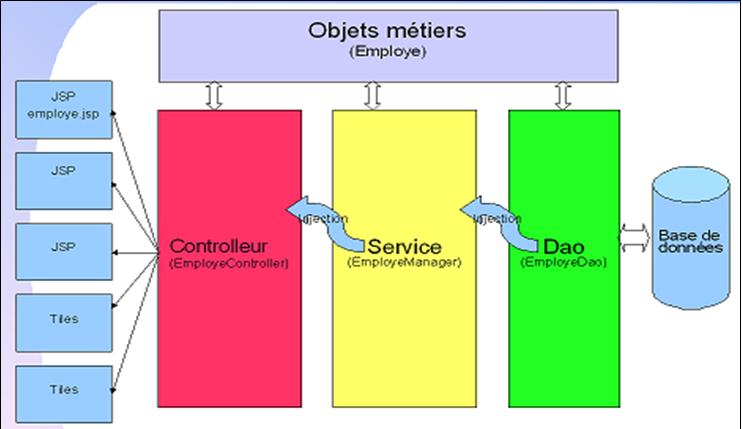 Objets métiers
(Employe)
JSP
employe.jsp
JSP
JSP
Tiles
Tiles
Controlleur
(EmployeController)
Injection
Service
(EmployeManager)
Injection
Dao
(EmployeDao)
Base de
données